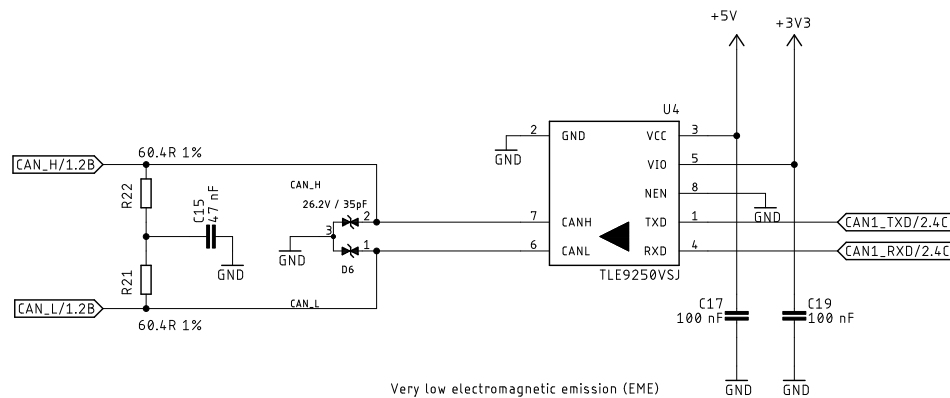 +5V
+3V3
U4
2 GND VCC 3
GND
VIO 5
NEN 8
GND
7 CANH TXD 1
CAN1_TXD/2.4C
6 CANL RXD 4
CAN1_RXD/2.4C
TLE9250VSJ
CAN_H/1.2B
60.4R 1%
R22
C15
47 nF
GND
CAN_H
26.2V / 35pF
2
3
GND
1
D6
R21
CAN_L/1.2B
CAN_L
60.4R 1%
C17
100 nF
C19
100 nF
GND
GND
Very low electromagnetic emission (EME)